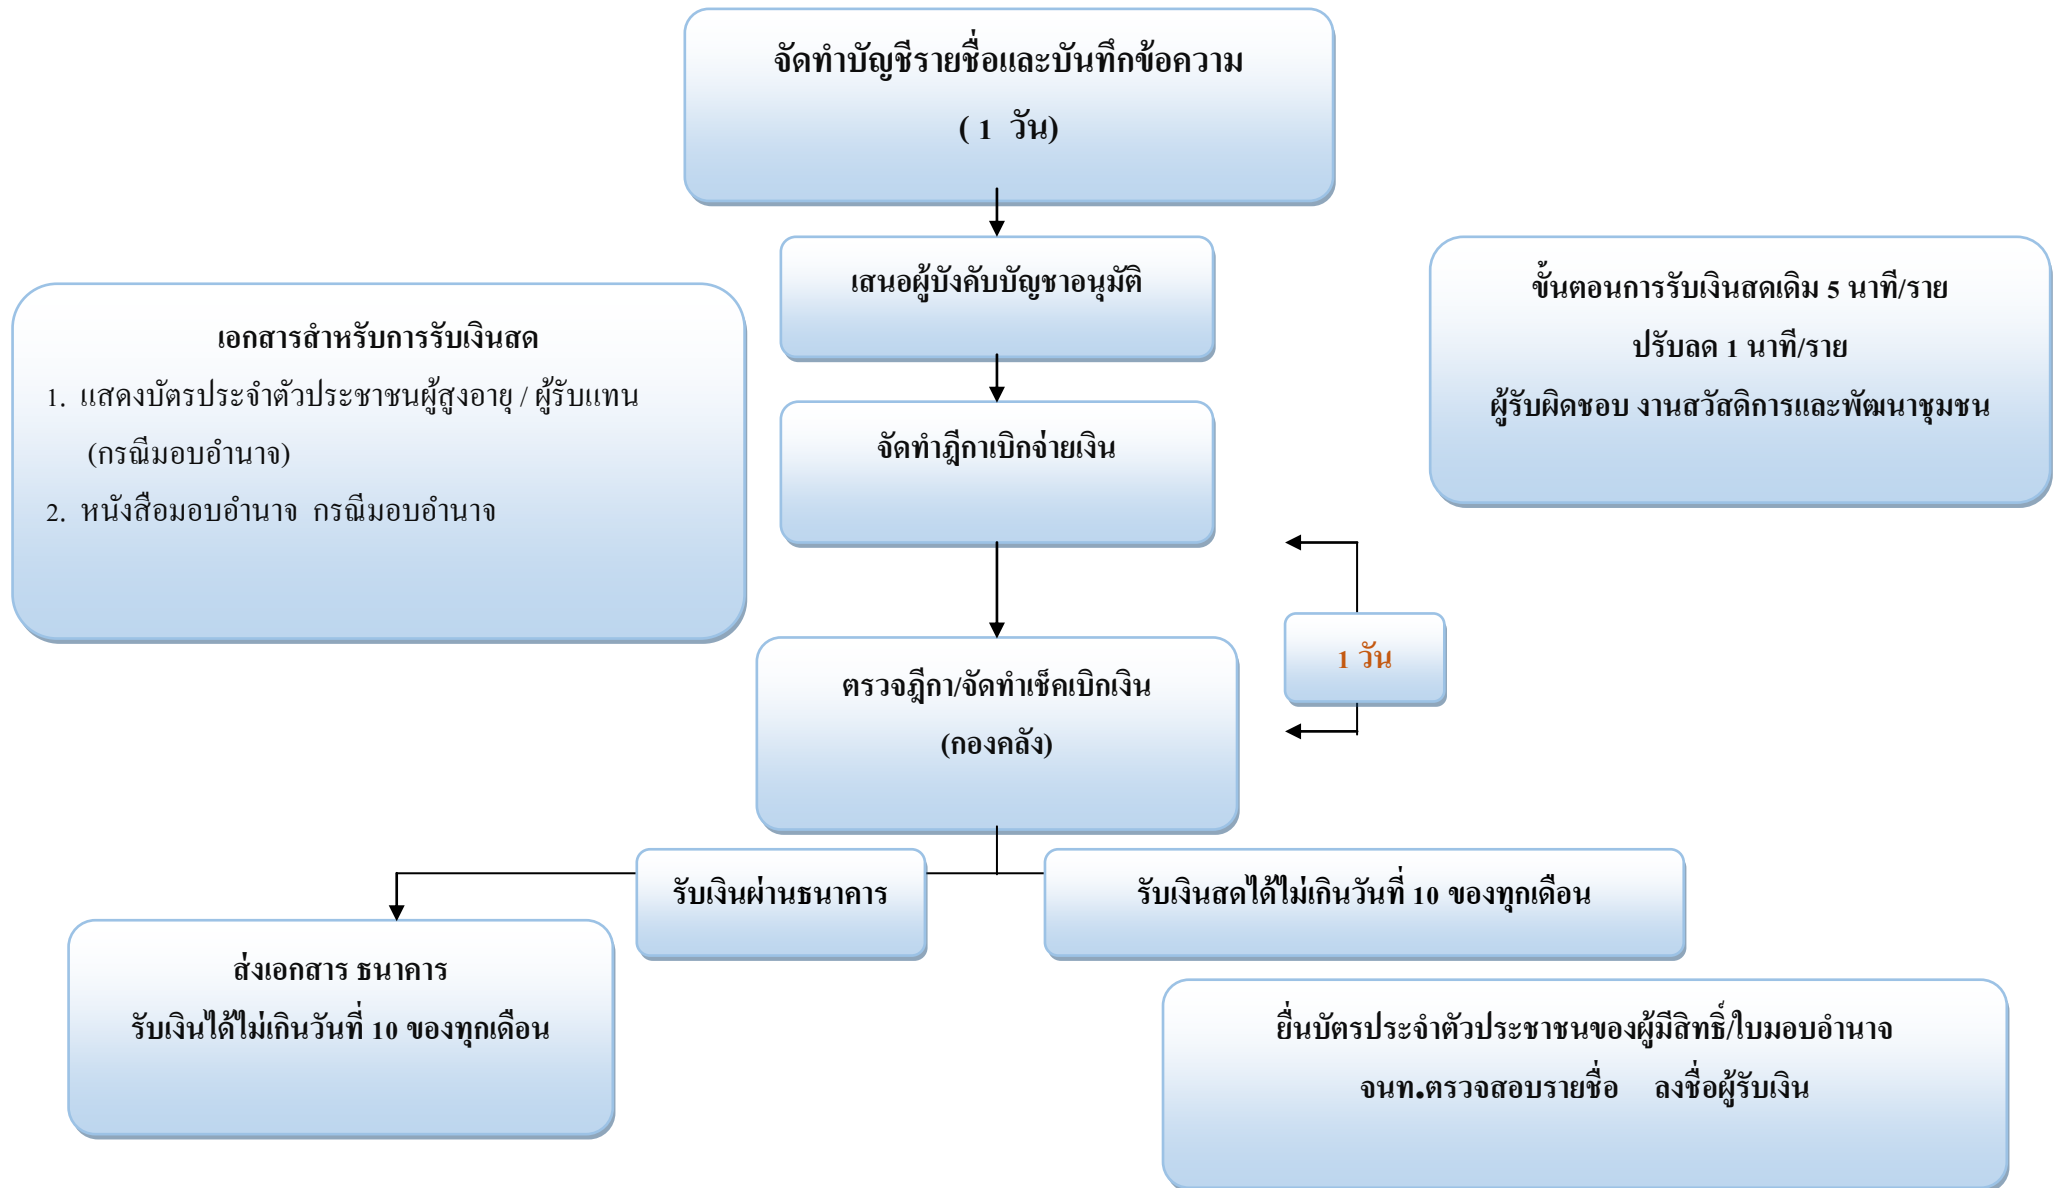 จัดทำบัญชีรายชื่อและบันทึกข้อความ
( 1 วัน)
เสนอผู้บังคับบัญชาอนุมัติ
ขั้นตอนการรับเงินสดเดิม 5 นาที/ราย
ปรับลด 1 นาที/ราย
ผู้รับผิดชอบ งานสวัสดิการและพัฒนาชุมชน
เอกสารสำหรับการรับเงินสด
1. แสดงบัตรประจำตัวประชาชนผู้สูงอายุ / ผู้รับแทน
(กรณีมอบอำนาจ)
2. หนังสือมอบอำนาจ กรณีมอบอำนาจ
จัดทำฎีกาเบิกจ่ายเงิน
1 วัน
ตรวจฎีกา/จัดทำเช็คเบิกเงิน
(กองคลัง)
รับเงินผ่านธนาคาร
รับเงินสดได้ไม่เกินวันที่ 10 ของทุกเดือน
ส่งเอกสาร ธนาคาร
รับเงินได้ไม่เกินวันที่ 10 ของทุกเดือน
ยื่นบัตรประจำตัวประชาชนของผู้มีสิทธิ์/ใบมอบอำนาจ
จนท.ตรวจสอบรายชื่อ ลงชื่อผู้รับเงิน